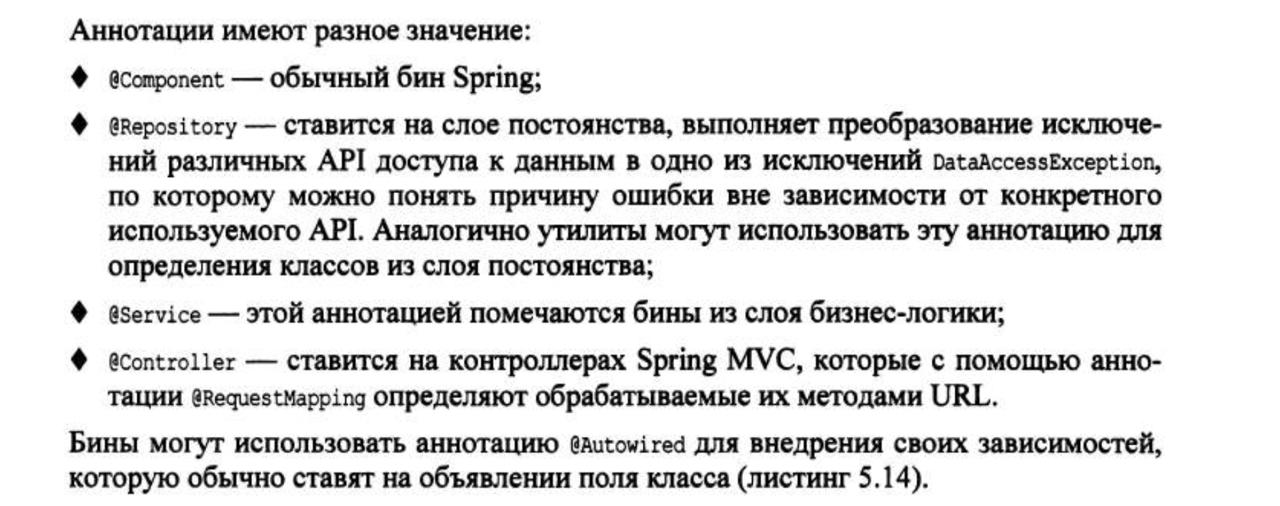 Аннотации имеют разное значение:
♦ @Component — обычный бин Spring;
♦ @Repository — ставится на слое постоянства, выполняет преобразование исключе-
ний различных API доступа к данным в одно из исключений DataAccessException,
по которому можно понять причину ошибки вне зависимости от конкретного
используемого API. Аналогично утилиты могут использовать эту аннотацию для
определения классов из слоя постоянства;
♦ @Service — этой аннотацией помечаются бины из слоя бизнес-логики;
♦ @Controller — ставится на контроллерах Spring MVC, которые с помощью анно-
тации @RequestMapping определяют обрабатываемые их методами URL.
Бины могут использовать аннотацию @Autowired для внедрения своих зависимостей,
которую обычно ставят на объявлении поля класса (листинг 5.14).